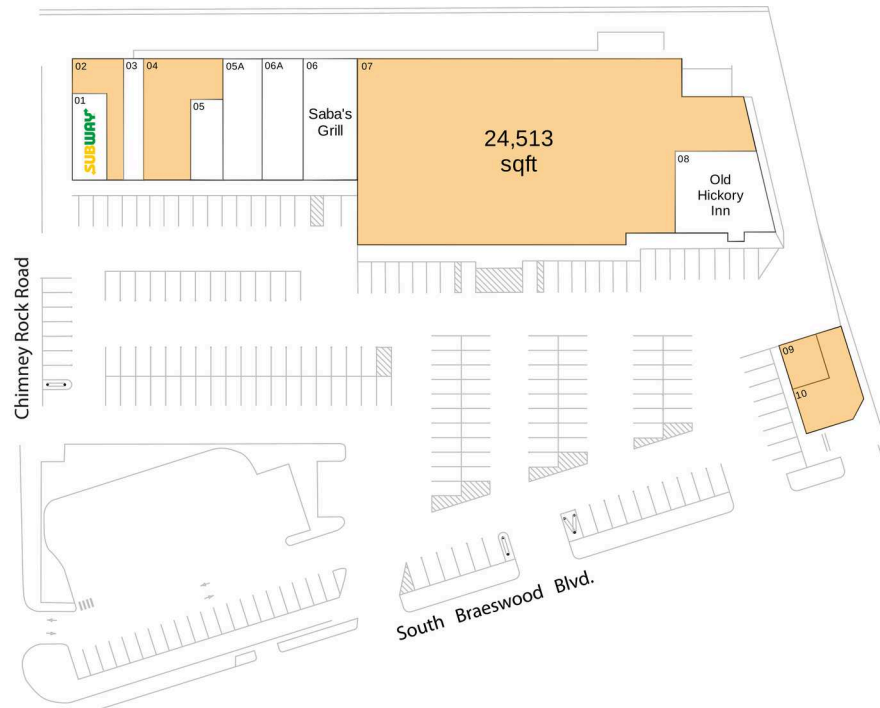 02
03
04
05A
06A
06
07
01
05
SUBWAY
Saba's
Grill
24,513
sqft
08
Old
Hickory
Inn
Chimney Rock Road
09
10
South Braeswood Blvd.